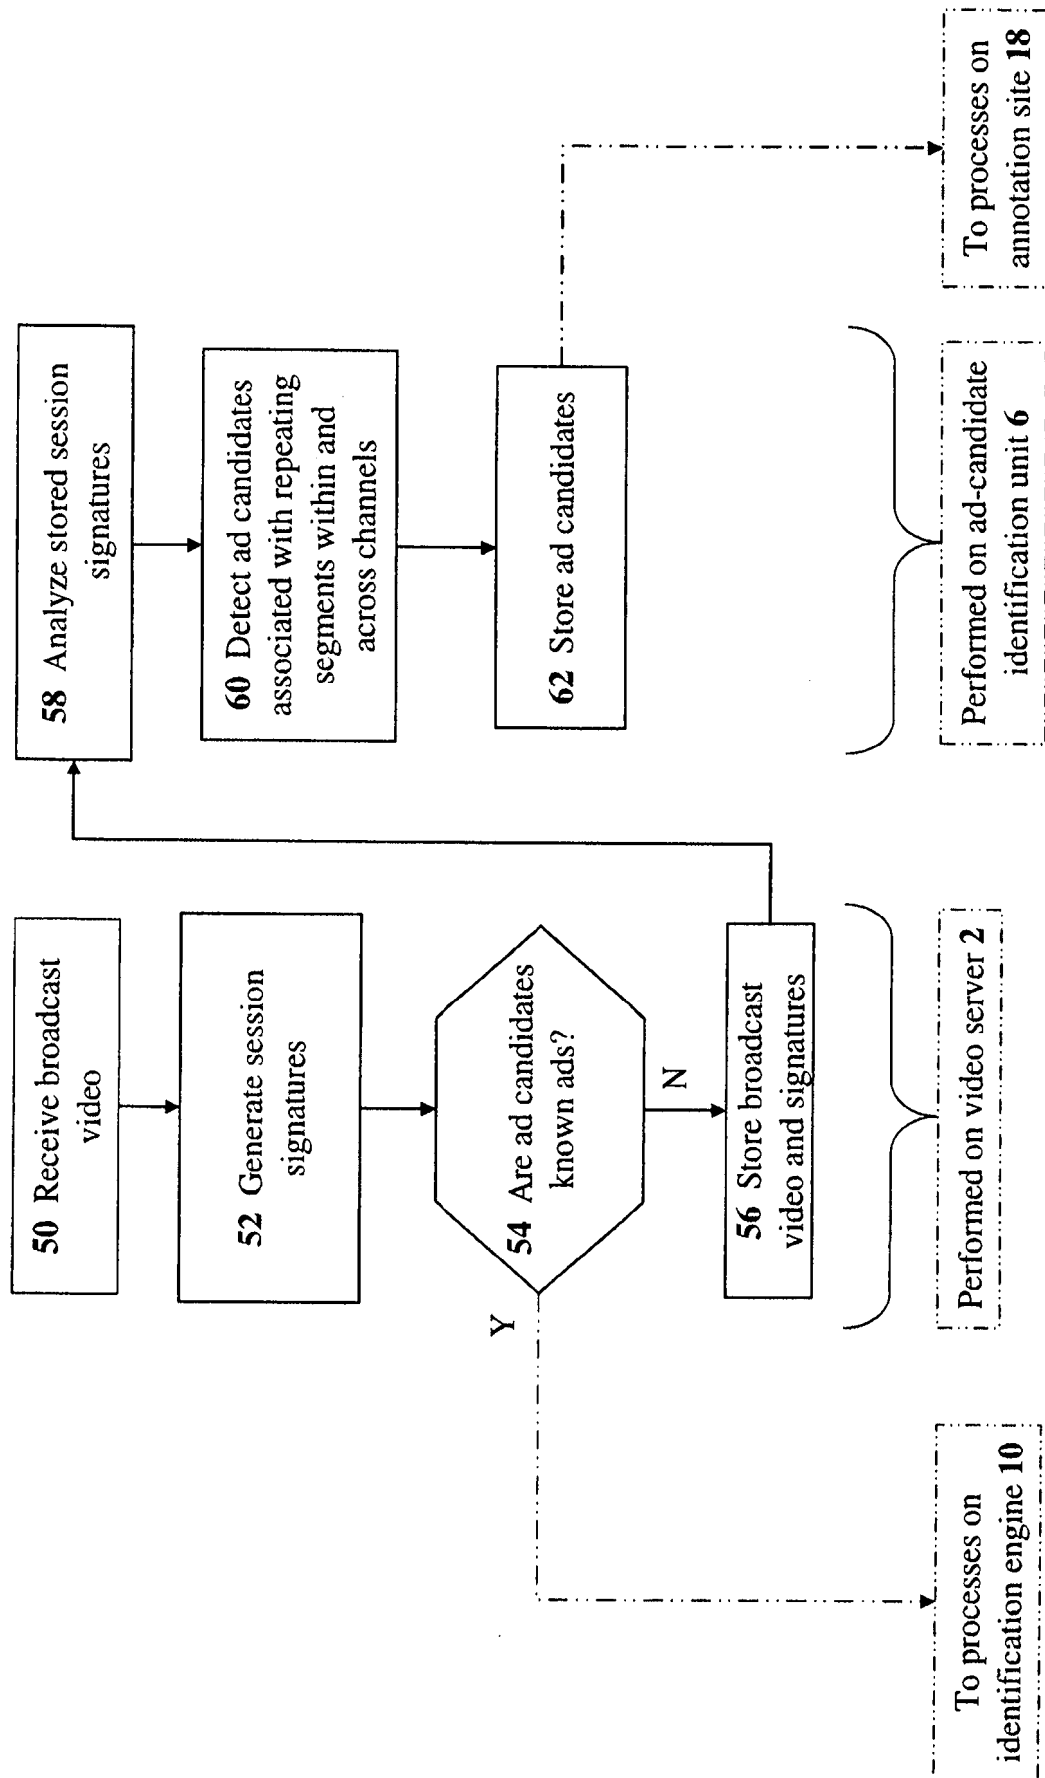 50 Receive broadcast
video
52 Generate session
signatures
54 Are ad candidates
known ads?
Y
N
56 Store broadcast
video and signatures
58 Analyze stored session
signatures
60 Detect ad candidates
associated with repeating
segments within and
across channels
62 Store ad candidates
To processes on
identification engine 10
Performed on video server 2
Performed on ad-candidate
identification unit 6
To processes on
annotation site 18